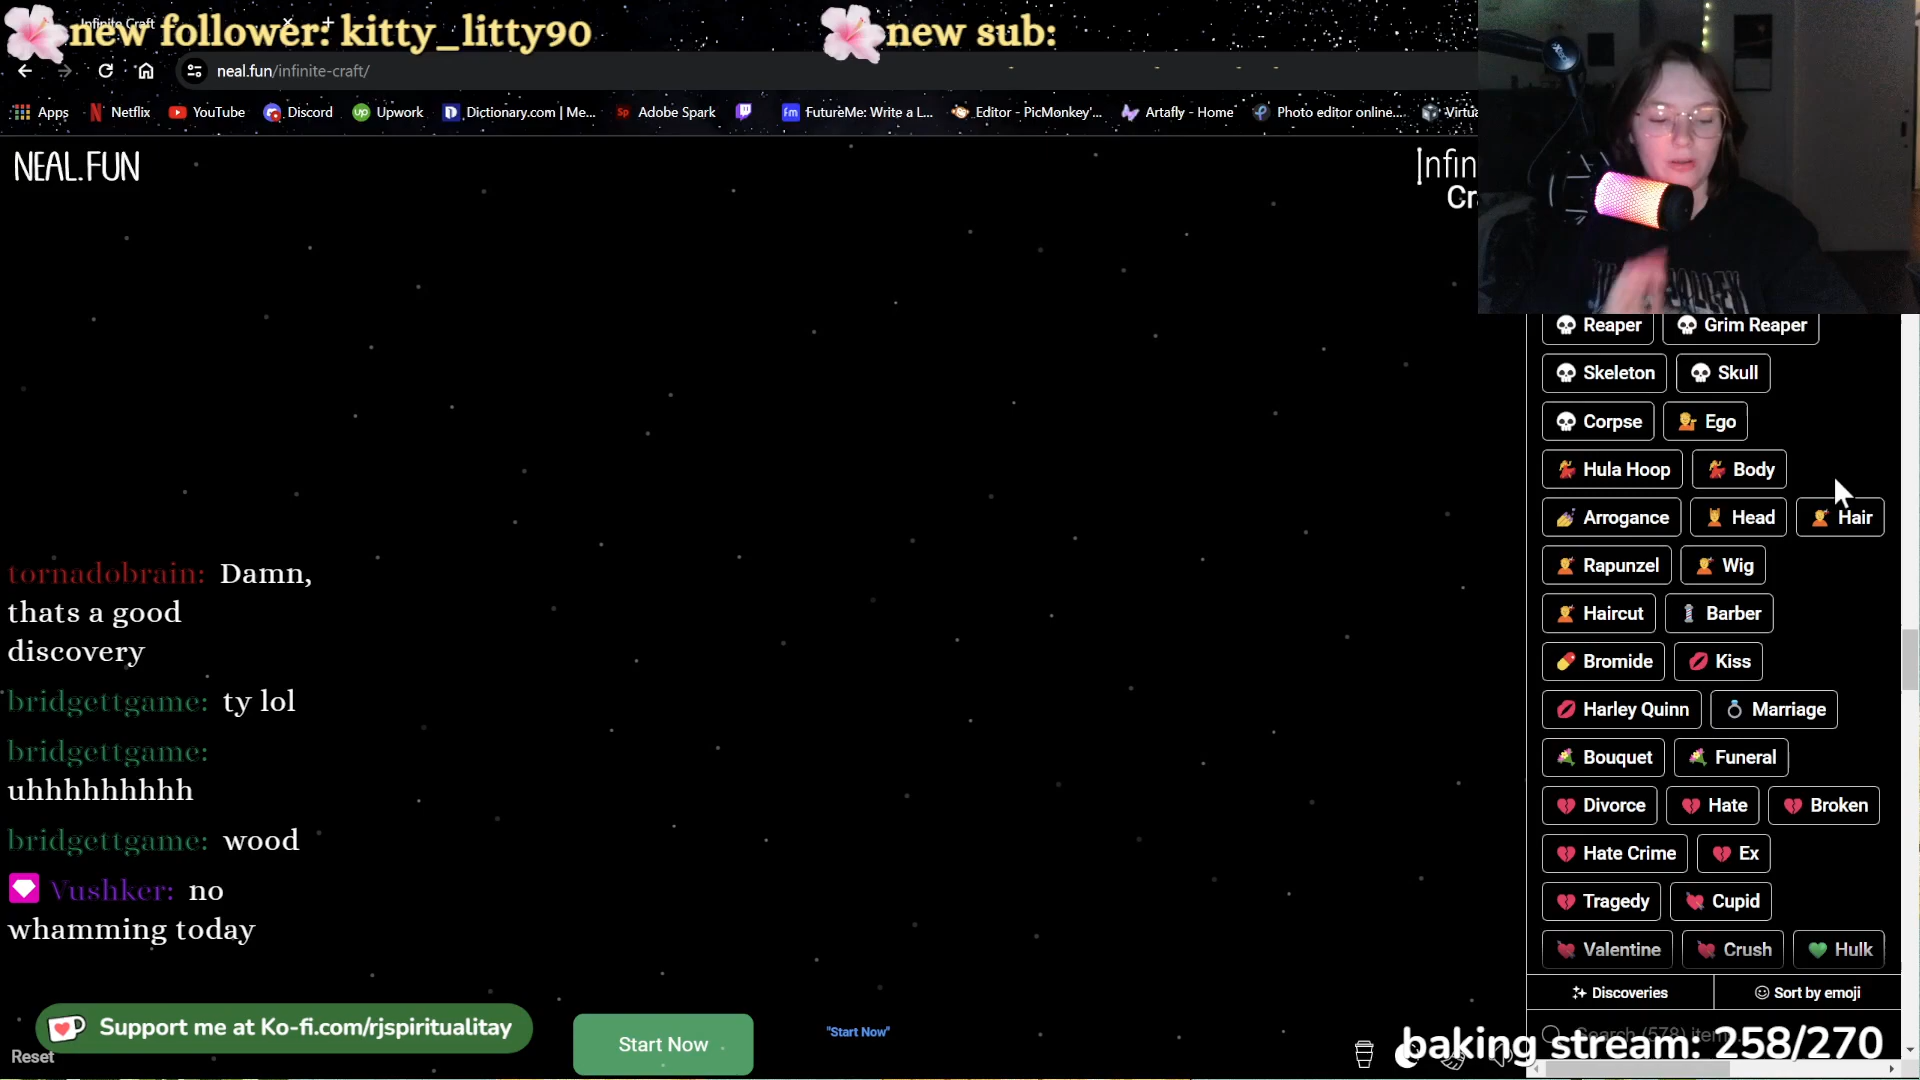 Infinite Craft
new follower: kitty_litty90
new sub:
neal.fun/infinite-craft/
Apps
Netflix
YouTube
Discord
Upwork
Dictionary.com | Me...
Adobe Spark
FutureMe: Write a L...
Editor - PicMonkey'...
Artafly - Home
Photo editor online...
Virtu
NEAL.FUN
Infin
Cr
Reaper
Grim Reaper
Skeleton
Skull
Corpse
Ego
Hula Hoop
Body
Arrogance
Head
Hair
Rapunzel
Wig
Haircut
Barber
Bromide
Kiss
Harley Quinn
Marriage
Bouquet
Funeral
Divorce
Hate
Broken
Hate Crime
Ex
Tragedy
Cupid
Valentine
Crush
Hulk
Discoveries
Sort by emoji
Search (578) item
baking stream: 258/270
tornadobrain: Damn,
thats a good
discovery
bridgettgame: ty lol
bridgettgame:
uhhhhhhhhh
bridgettgame: wood
Vushker: no
whamming today
Support me at Ko-fi.com/rjspiritualitay
Start Now
"Start Now"
Reset